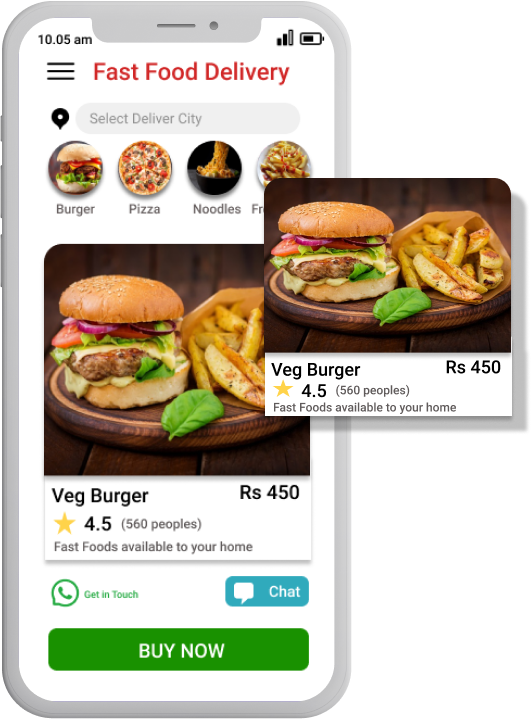 10.05 am
Fast Food Delivery
Select Deliver City
Burger Pizza Noodles
Veg Burger Rs 450
4.5 (560 peoples)
Fast Foods available to your home
Veg Burger Rs 450
4.5 (560 peoples)
Fast Foods available to your home
Get in Touch Chat
BUY NOW